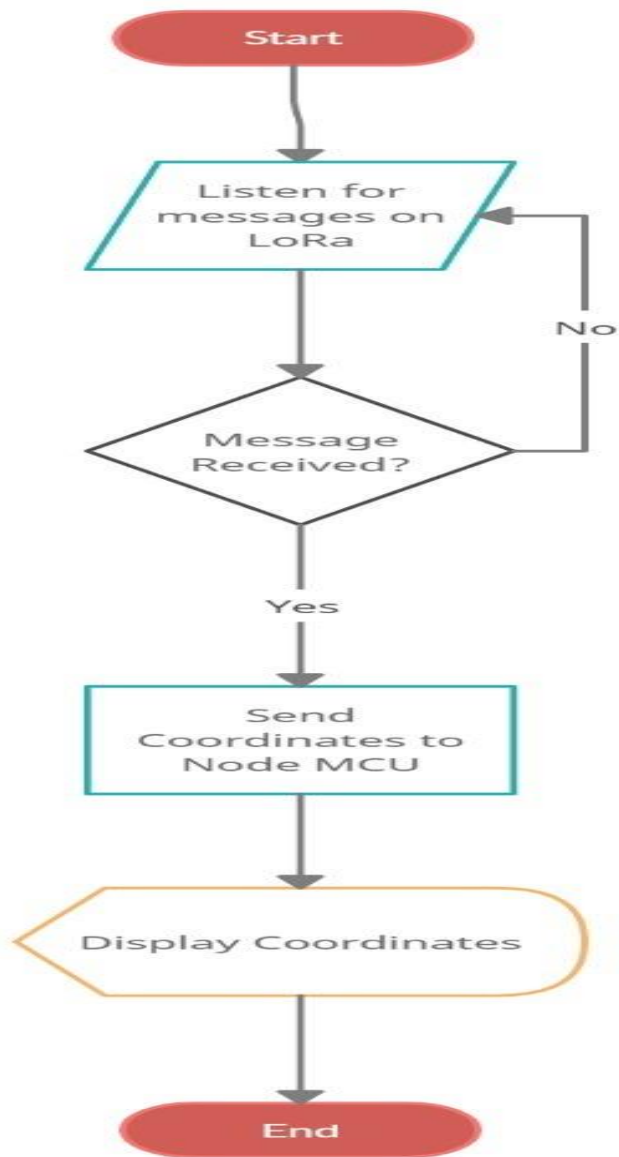 Start
Listen for
messages on
LoRa
No
Message
Received?
Yes
Send
Coordinates to
Node MCU
Display Coordinates
End